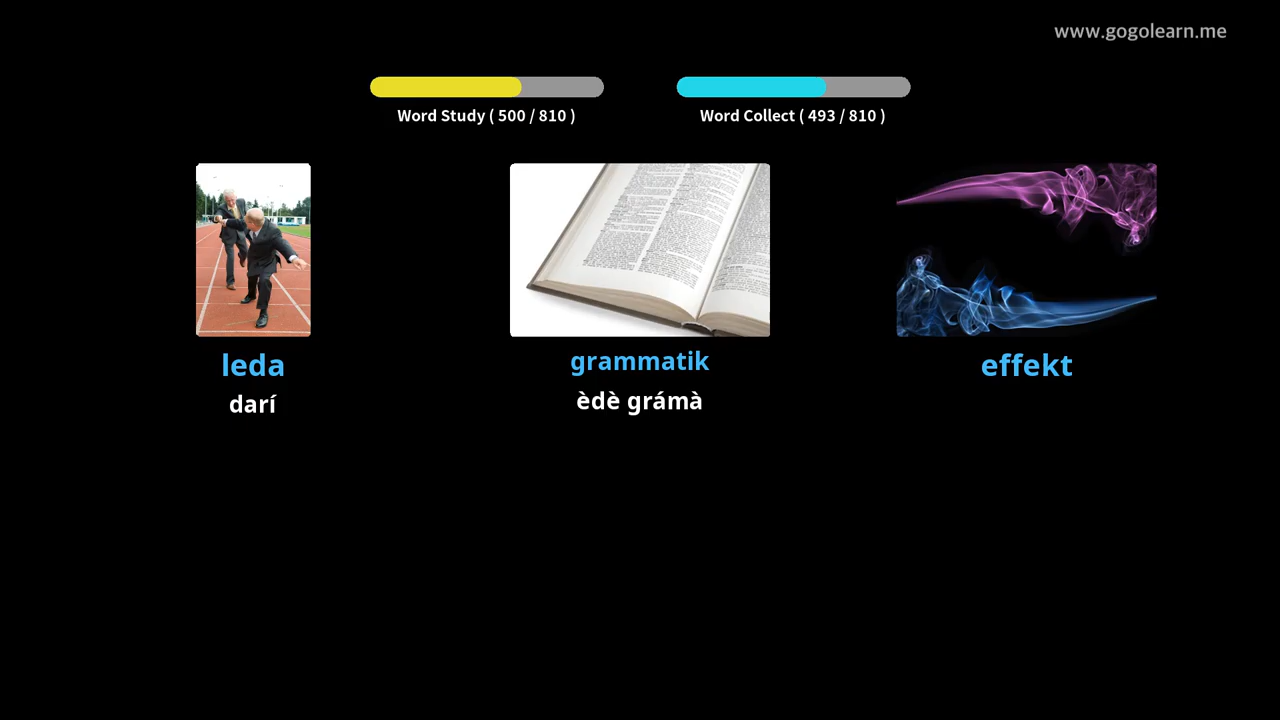 www.gogolearn.me
Word Study ( 500 / 810 )
Word Collect ( 493 / 810 )
leda
darí
grammatik
èdè grámà
effekt